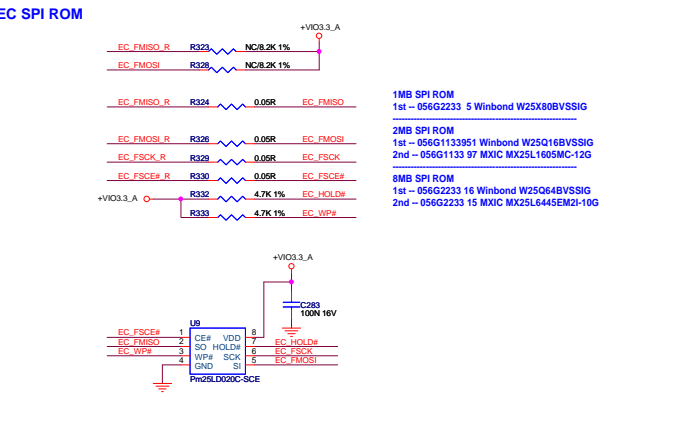 EC SPI ROM
+VIO3.3_A
EC_FMISO_R R323 NC/8.2K 1%
EC_FMOSI R328 NC/8.2K 1%
EC_FMISO_R R324 0.05R EC_FMISO
EC_FMOSI_R R326 0.05R EC_FMOSI
EC_FSCK_R R329 0.05R EC_FSCK
EC_FSCE#_R R330 0.05R EC_FSCE#
+VIO3.3_A R332 4.7K 1% EC_HOLD#
R333 4.7K 1% EC_WP#
1MB SPI ROM
1st -- 056G2233 5 Winbond W25X80BVSSIG
------------------------------------------------------------
2MB SPI ROM
1st -- 056G1133951 Winbond W25Q16BVSSIG
2nd -- 056G1133 97 MXIC MX25L1605MC-12G
------------------------------------------------------------
8MB SPI ROM
1st -- 056G2233 16 Winbond W25Q64BVSSIG
2nd -- 056G2233 15 MXIC MX25L6445EM2I-10G
+VIO3.3_A
C283
100N 16V
U9
EC_FSCE# 1 CE# VDD 8
EC_FMISO 2 SO HOLD# 7 EC_HOLD#
EC_WP# 3 WP# SCK 6 EC_FSCK
4 GND SI 5 EC_FMOSI
Pm25LD020C-SCE